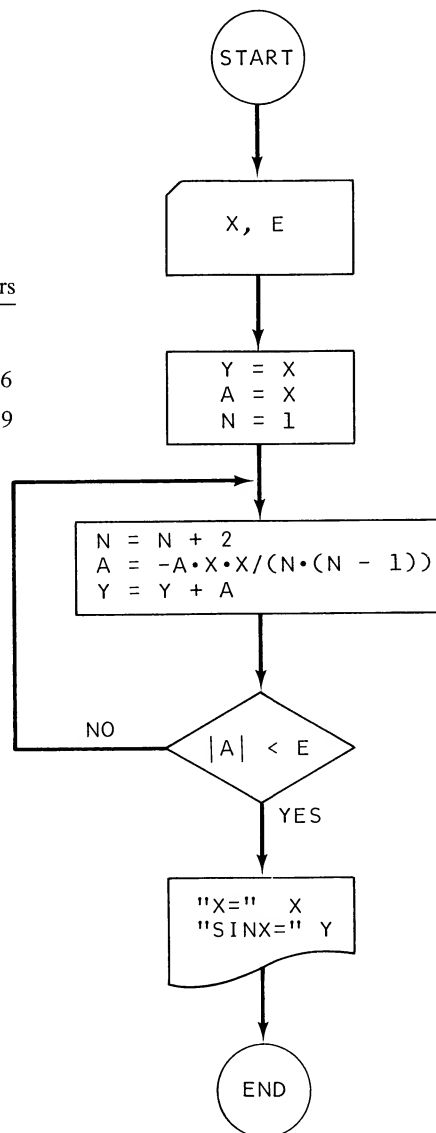 START
X, E
rs
Y = X
6
A = X
N = 1
9
N = N + 2
A = -A•X•X/(N•(N - 1))
Y = Y + A
NO
|A| < E
YES
"X=" X
"SINX=" Y
END